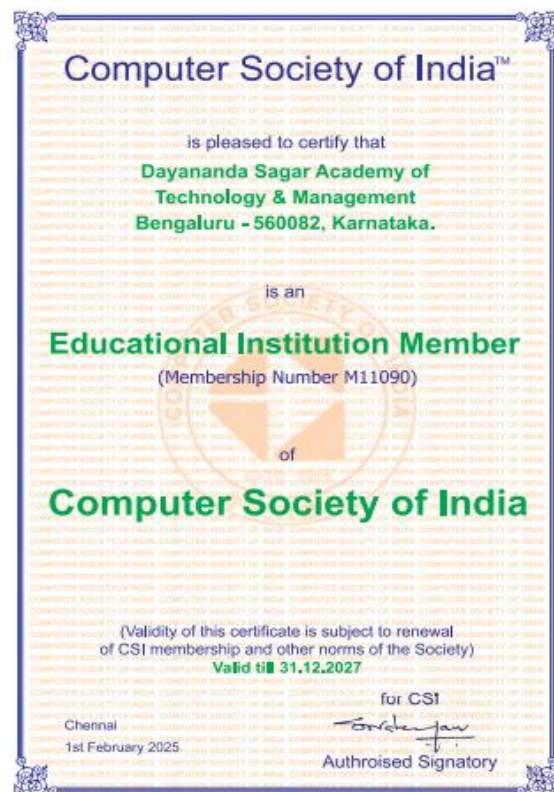 Computer Society of India™
is pleased to certify that
Dayananda Sagar Academy of
Technology & Management
Bengaluru - 560082, Karnataka.
is an
Educational Institution Member
(Membership Number M11090)
of
Computer Society of India
(Validity of this certificate is subject to renewal
of CSI membership and other norms of the Society)
Valid till 31.12.2027
for CSI
Chennai
1st February 2025
Authroised Signatory